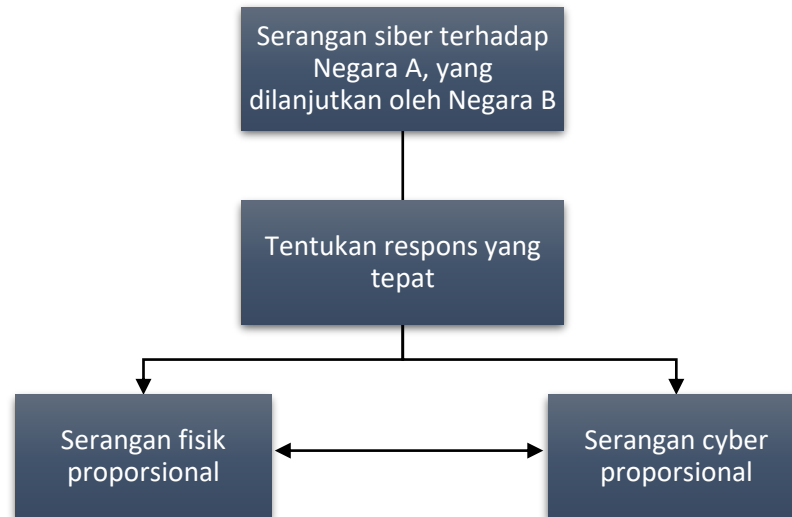 Serangan siber terhadap
Negara A, yang
dilanjutkan oleh Negara B
Tentukan respons yang
tepat
Serangan fisik
proporsional
Serangan cyber
proporsional